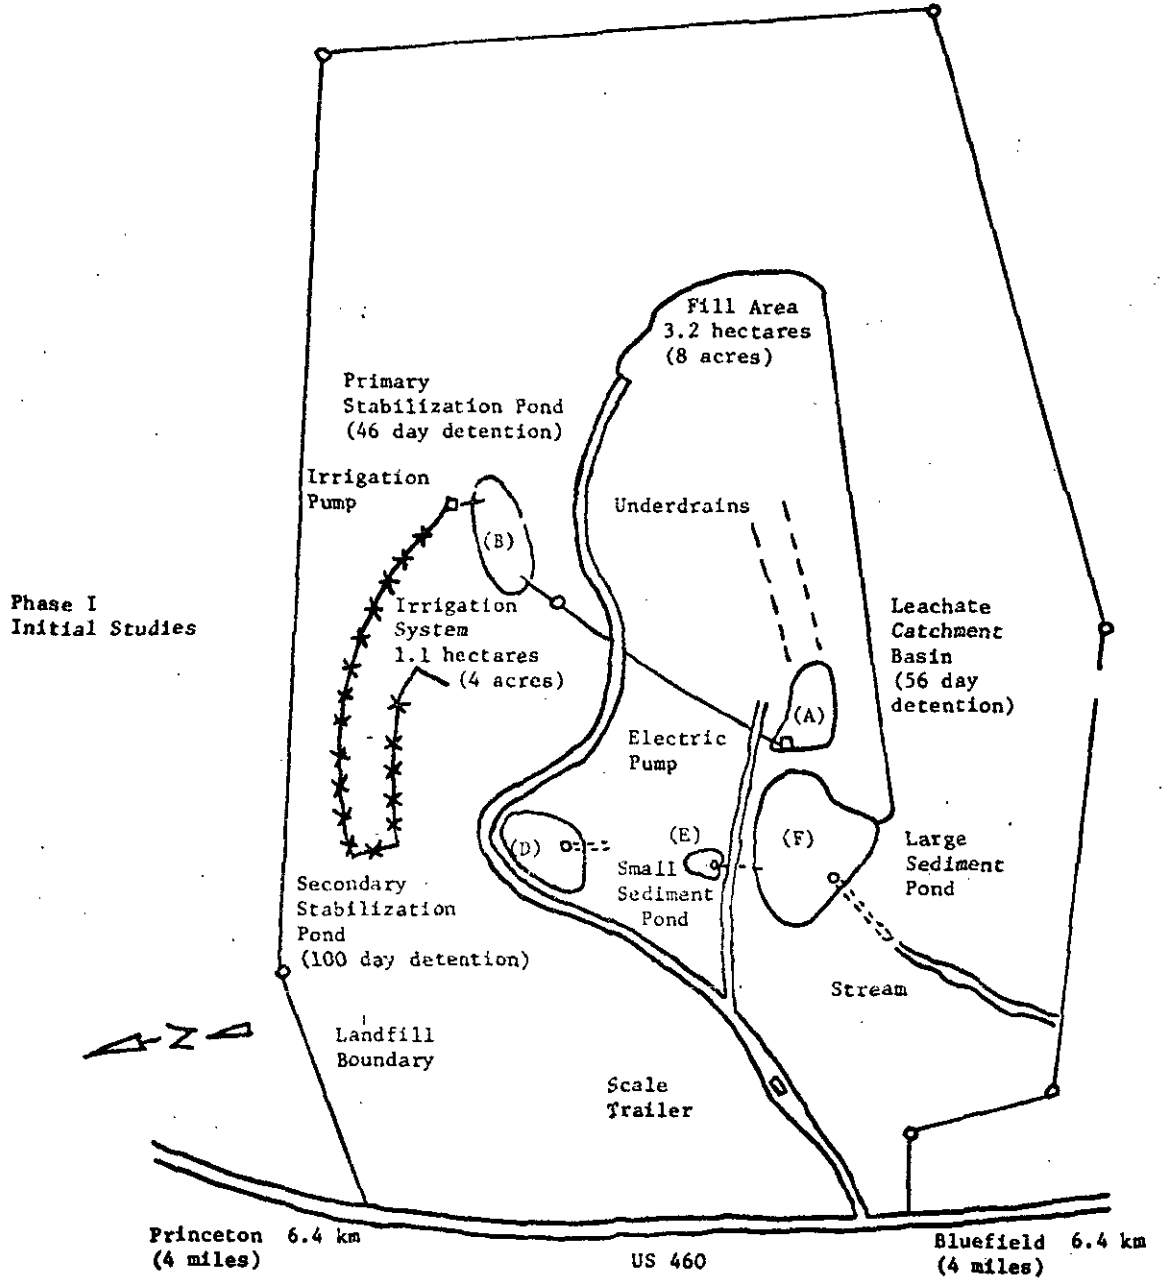 Fill Area
3.2 hectares
(8 acres)
Primary
Stabilization Pond
(46 day detention)
Irrigation
Pump
Underdrains
(B)
Phase I
Initial Studies
Irrigation
System
1.1 hectares
(4 acres)
Leachate
Catchment
Basin
(56 day
detention)
(A)
Electric
Pump
(D)
(E)
(F)
Small
Sediment
Pond
Large
Sediment
Pond
Secondary
Stabilization
Pond
(100 day detention)
Stream
N
Landfill
Boundary
Scale
Trailer
Princeton 6.4 km
(4 miles)
US 460
Bluefield 6.4 km
(4 miles)